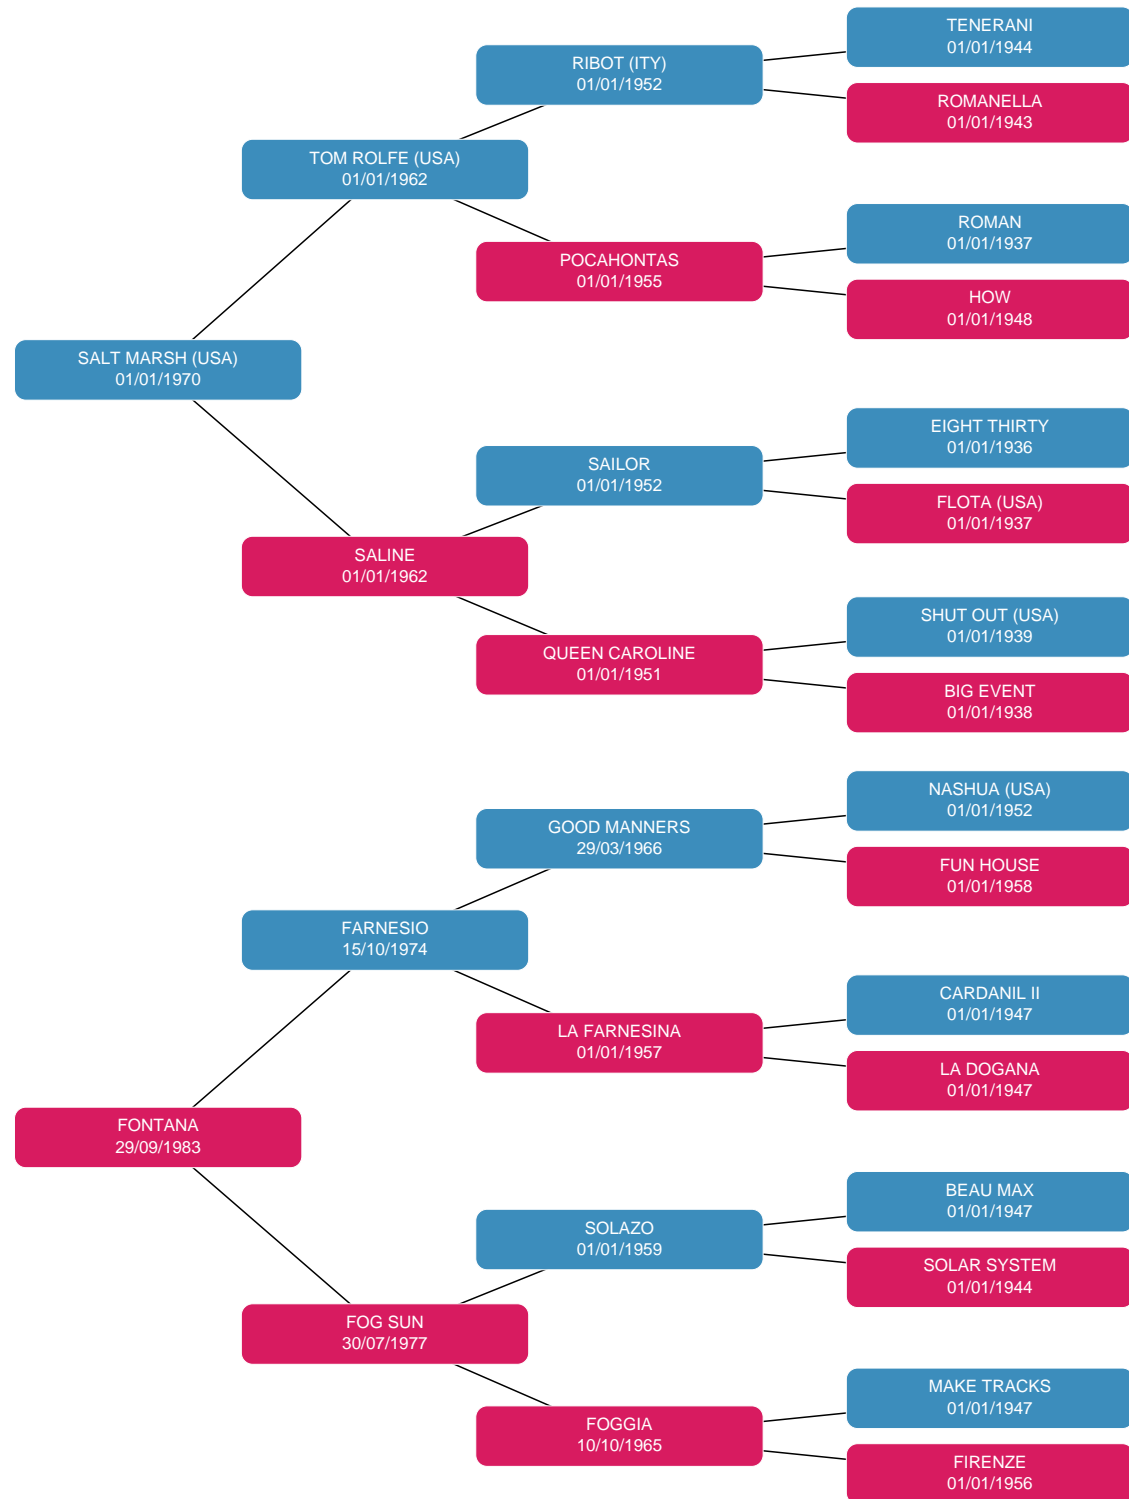 TENERANI
01/01/1944
RIBOT (ITY)
01/01/1952
ROMANELLA
01/01/1943
TOM ROLFE (USA)
01/01/1962
ROMAN
01/01/1937
POCAHONTAS
01/01/1955
HOW
01/01/1948
SALT MARSH (USA)
01/01/1970
EIGHT THIRTY
01/01/1936
SAILOR
01/01/1952
FLOTA (USA)
01/01/1937
SALINE
01/01/1962
SHUT OUT (USA)
01/01/1939
QUEEN CAROLINE
01/01/1951
BIG EVENT
01/01/1938
NASHUA (USA)
01/01/1952
GOOD MANNERS
29/03/1966
FUN HOUSE
01/01/1958
FARNESIO
15/10/1974
CARDANIL II
01/01/1947
LA FARNESINA
01/01/1957
LA DOGANA
01/01/1947
FONTANA
29/09/1983
BEAU MAX
01/01/1947
SOLAZO
01/01/1959
SOLAR SYSTEM
01/01/1944
FOG SUN
30/07/1977
MAKE TRACKS
01/01/1947
FOGGIA
10/10/1965
FIRENZE
01/01/1956